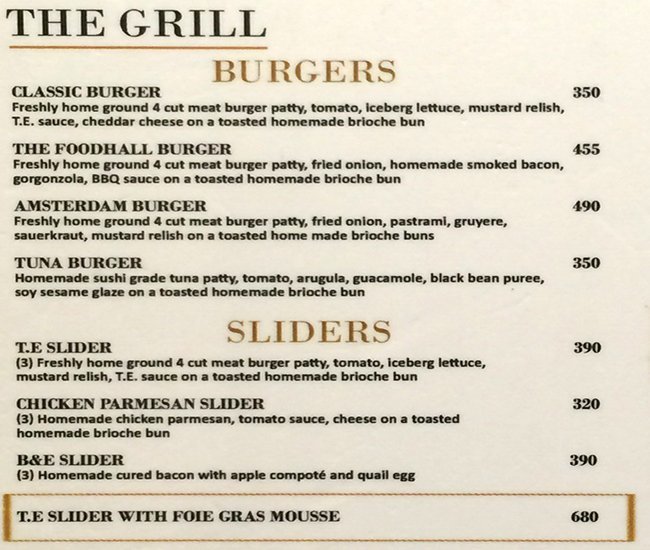 THE GRILL
BURGERS
CLASSIC BURGER 350
Freshly home ground 4 cut meat burger patty, tomato, iceberg lettuce, mustard relish,
T.E. sauce, cheddar cheese on a toasted homemade brioche bun
THE FOODHALL BURGER 455
Freshly home ground 4 cut meat burger patty, fried onion, homemade smoked bacon,
gorgonzola, BBQ sauce on a toasted homemade brioche bun
AMSTERDAM BURGER 490
Freshly home ground 4 cut meat burger patty, fried onion, pastrami, gruyere,
sauerkraut, mustard relish on a toasted home made brioche buns
TUNA BURGER 350
Homemade sushi grade tuna patty, tomato, arugula, guacamole, black bean puree,
soy sesame glaze on a toasted homemade brioche bun
SLIDERS
T.E SLIDER 390
(3) Freshly home ground 4 cut meat burger patty, tomato, iceberg lettuce,
mustard relish, T.E. sauce on a toasted homemade brioche bun
CHICKEN PARMESAN SLIDER 320
(3) Homemade chicken parmesan, tomato sauce, cheese on a toasted
homemade brioche bun
B&E SLIDER 390
(3) Homemade cured bacon with apple compoté and quail egg
T.E SLIDER WITH FOIE GRAS MOUSSE 680